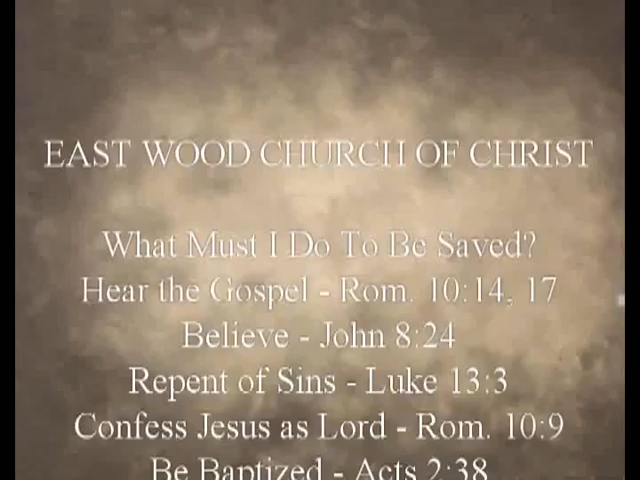 EAST WOOD CHURCH OF CHRIST
What Must I Do To Be Saved?
Hear the Gospel - Rom. 10:14, 17
Believe - John 8:24
Repent of Sins - Luke 13:3
Confess Jesus as Lord - Rom. 10:9
Be Baptized - Acts 2:38